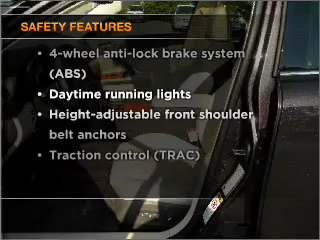 SAFETY FEATURES
• 4-wheel anti-lock brake system
(ABS)
• Daytime running lights
• Height-adjustable front shoulder
belt anchors
• Traction control (TRAC)